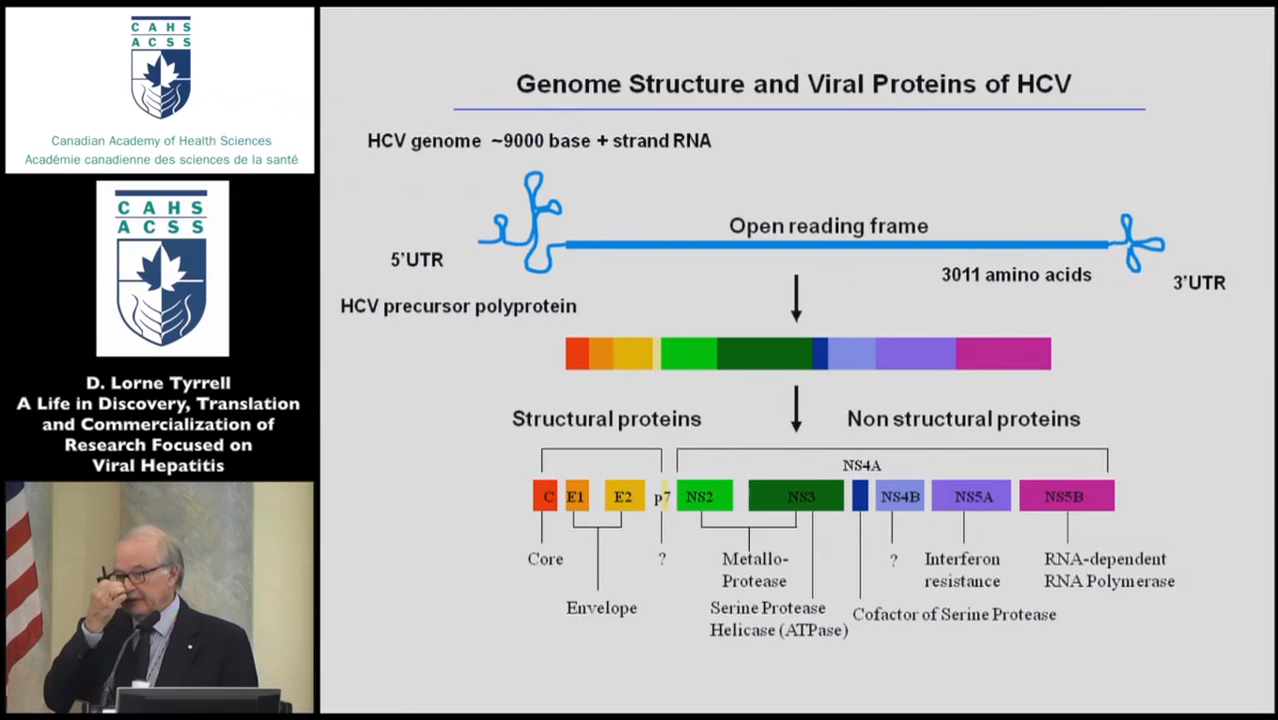 CAHS
ACSS
Canadian Academy of Health Sciences
Académie canadienne des sciences de la santé
CAHS
ACSS
D. Lorne Tyrrell
A Life in Discovery, Translation
and Commercialization of
Research Focused on
Viral Hepatitis
Genome Structure and Viral Proteins of HCV
HCV genome ~9000 base + strand RNA
Open reading frame
5'UTR
3011 amino acids
3'UTR
HCV precursor polyprotein
Structural proteins
Non structural proteins
NS4A
C E1 E2 p7 NS2 NS3 NS4B NS5A NS5B
Core
?
Metallo-
Protease
?
Interferon
resistance
RNA-dependent
RNA Polymerase
Envelope
Serine Protease
Helicase (ATPase)
Cofactor of Serine Protease